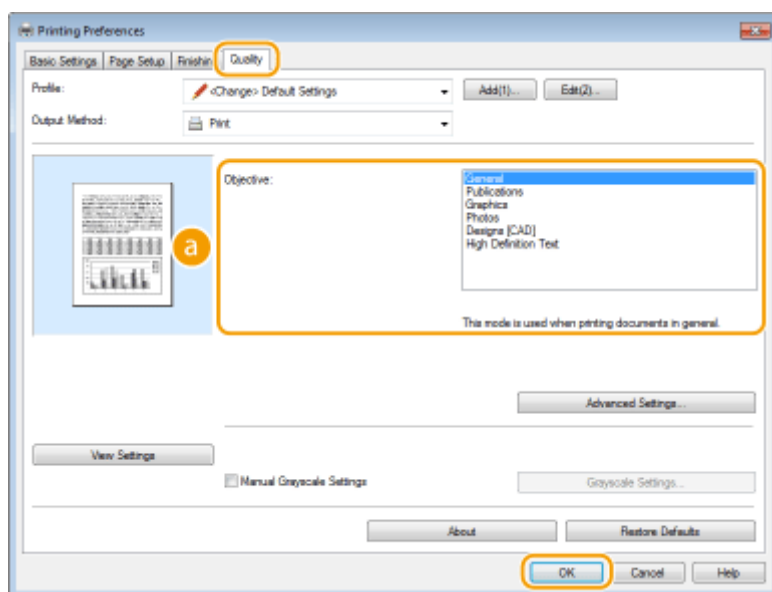 Printing Preferences
Basic Settings Page Setup Finishin Quality
Profile: <Change> Default Settings Add(1)... Edit(2)...
Output Method: Print
a
Objective:
General
Publications
Graphics
Photos
Designs [CAD]
High Definition Text
This mode is used when printing documents in general.
Advanced Settings...
View Settings
Manual Grayscale Settings Grayscale Settings...
About Restore Defaults
OK Cancel Help